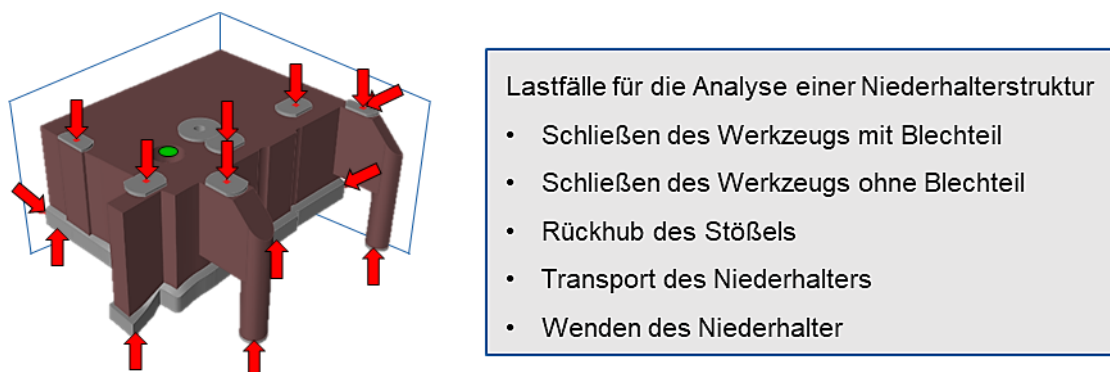 Lastfälle für die Analyse einer Niederhalterstruktur
• Schließen des Werkzeugs mit Blechteil
• Schließen des Werkzeugs ohne Blechteil
• Rückhub des Stößels
• Transport des Niederhalters
• Wenden des Niederhalter